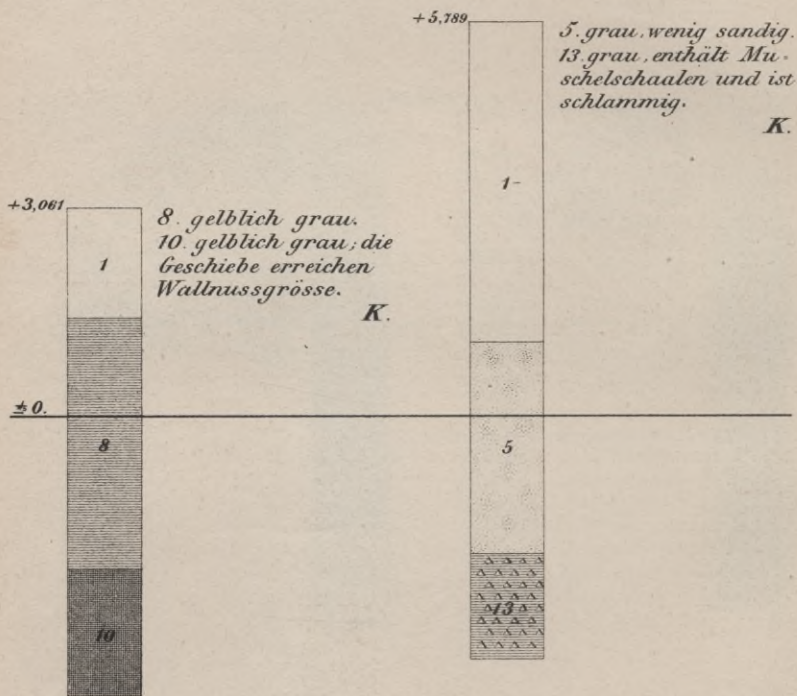 +5,789
5. grau, wenig sandig.
13. grau, enthält Mu-
schelschaalen und ist
schlammig.
K.
1
+3,061
8. gelblich grau.
10. gelblich grau; die
Geschiebe erreichen
Wallnussgrösse.
K.
1
± 0.
8
5
13
10